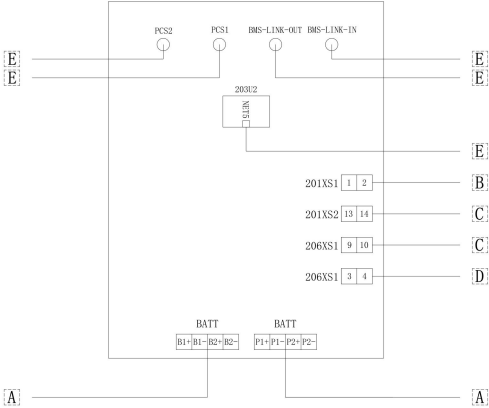 PCS2 PCS1 BMS-LINK-OUT BMS-LINK-IN
E E
E E
203U2
NET5
E
201XS1 1 2 B
201XS2 13 14 C
206XS1 9 10 C
206XS1 3 4 D
BATT BATT
B1+ B1- B2+ B2- P1+ P1- P2+ P2-
A A